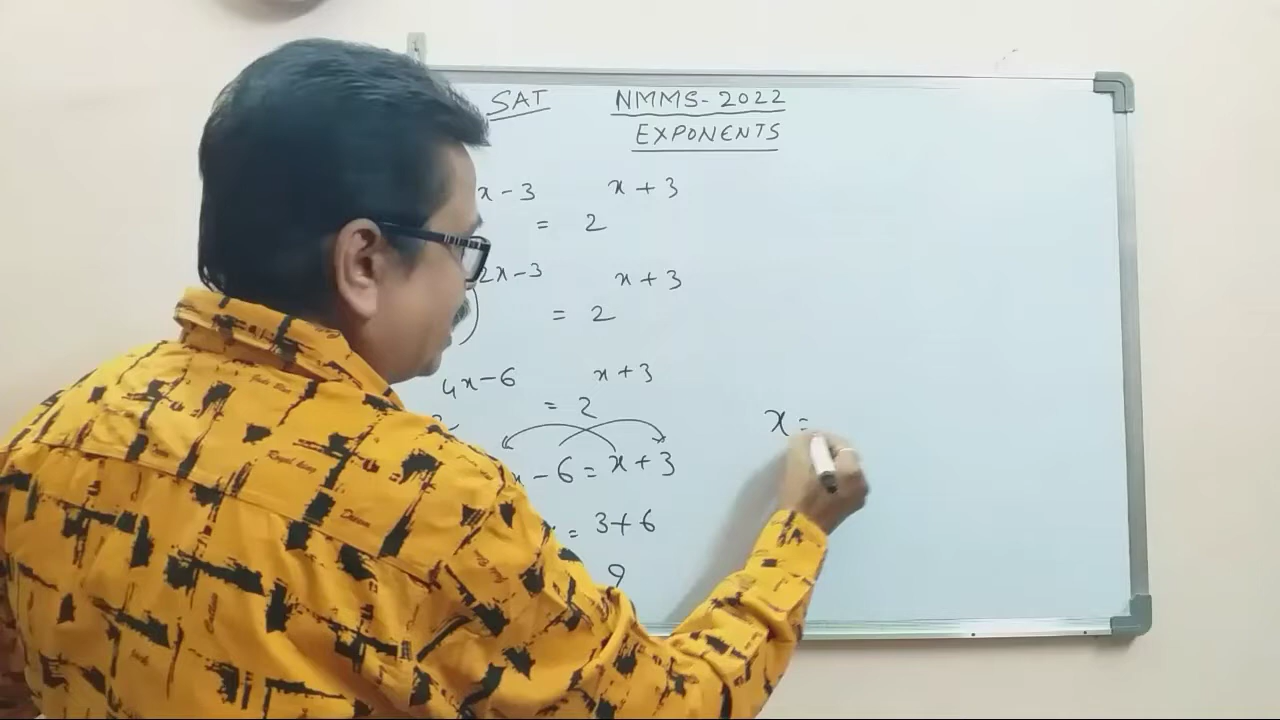 SAT NMMS-2022
EXPONENTS
x-3 x+3
= 2
2x-3 x+3
) = 2
4x-6 x+3
= 2
x-6=x+3
= 3+6
9
x=